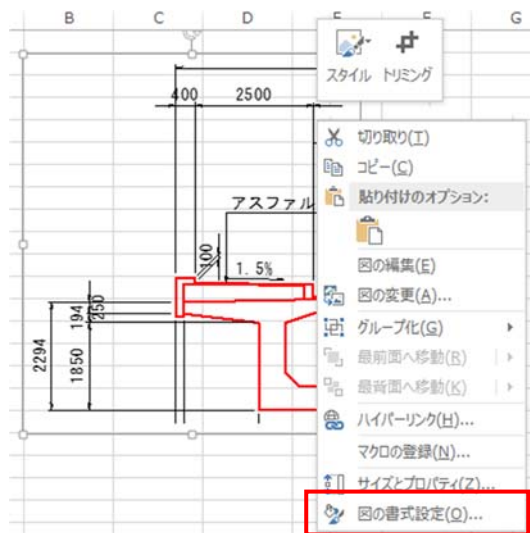 B C D E F G
スタイル トリミング
400 2500
アスファル
100
1.5%
194
250
2294
1850
切り取り(T)
コピー(C)
貼り付けのオプション:
図の編集(E)
図の変更(A)...
グループ化(G)
最前面へ移動(R)
最背面へ移動(K)
ハイパーリンク(H)...
マクロの登録(N)...
サイズとプロパティ(Z)...
図の書式設定(O)...